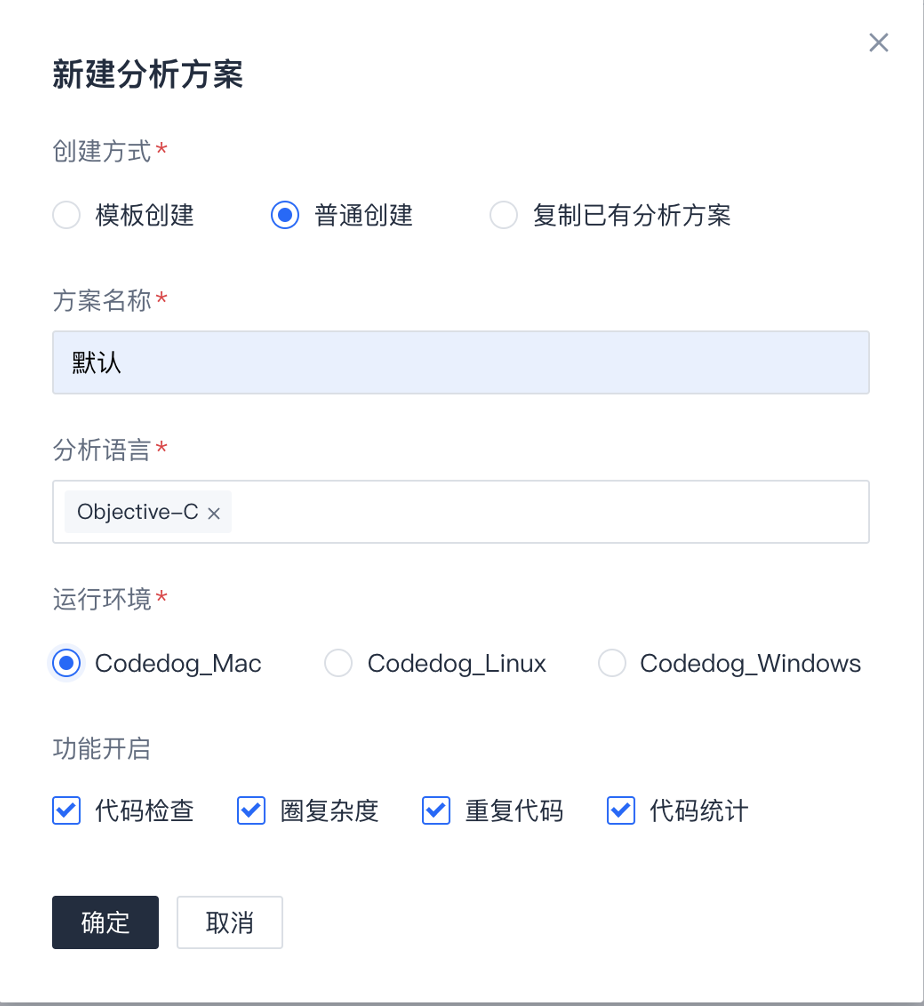 新建分析方案
创建方式*
模板创建 普通创建 复制已有分析方案
方案名称*
默认
分析语言*
Objective-C ×
运行环境*
Codedog_Mac Codedog_Linux Codedog_Windows
功能开启
代码检查 圈复杂度 重复代码 代码统计
确定 取消